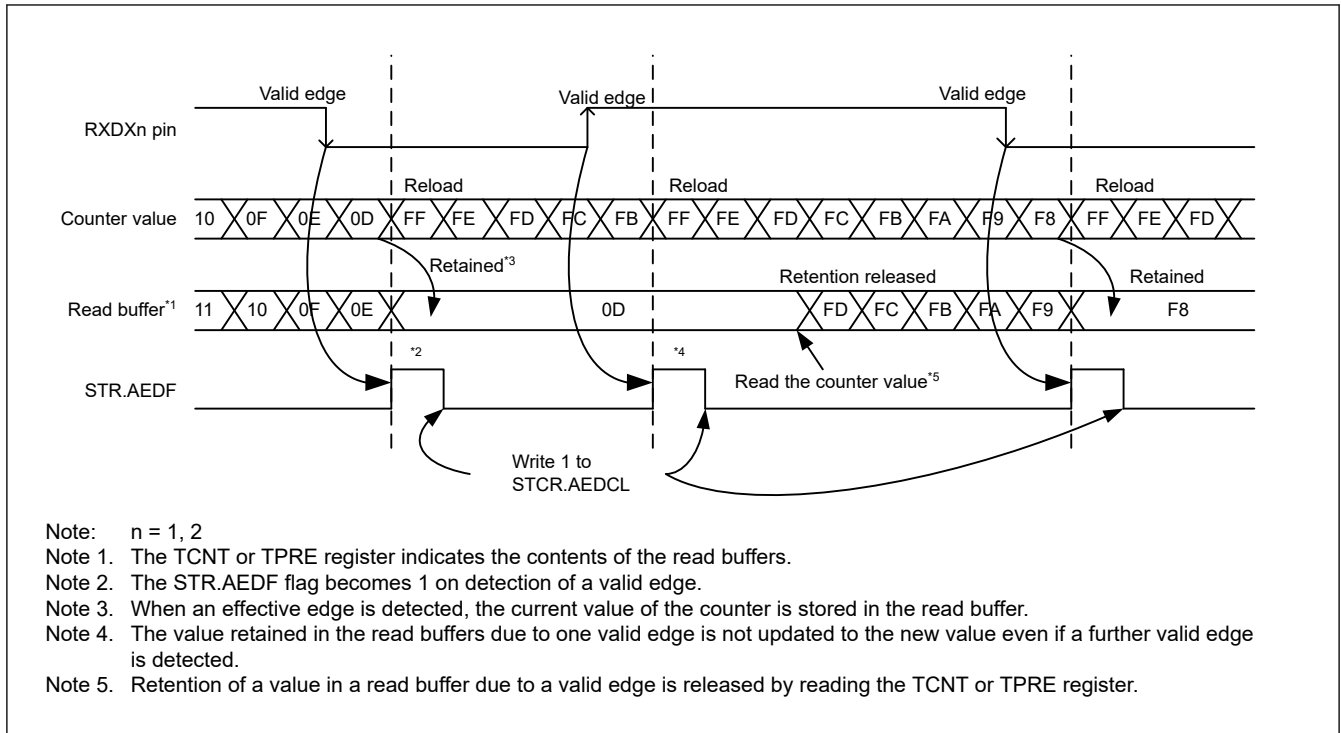 Valid edge Valid edge Valid edge
RXDXn pin
Reload Reload Reload
Counter value 10 0F 0E 0D FF FE FD FC FB FF FE FD FC FB FA F9 F8 FF FE FD
Retained*3 Retention released Retained
Read buffer*1 11 10 0F 0E 0D FD FC FB FA F9 F8
*2 *4
Read the counter value*5
STR.AEDF
Write 1 to
STCR.AEDCL
Note: n = 1, 2
Note 1. The TCNT or TPRE register indicates the contents of the read buffers.
Note 2. The STR.AEDF flag becomes 1 on detection of a valid edge.
Note 3. When an effective edge is detected, the current value of the counter is stored in the read buffer.
Note 4. The value retained in the read buffers due to one valid edge is not updated to the new value even if a further valid edge
is detected.
Note 5. Retention of a value in a read buffer due to a valid edge is released by reading the TCNT or TPRE register.